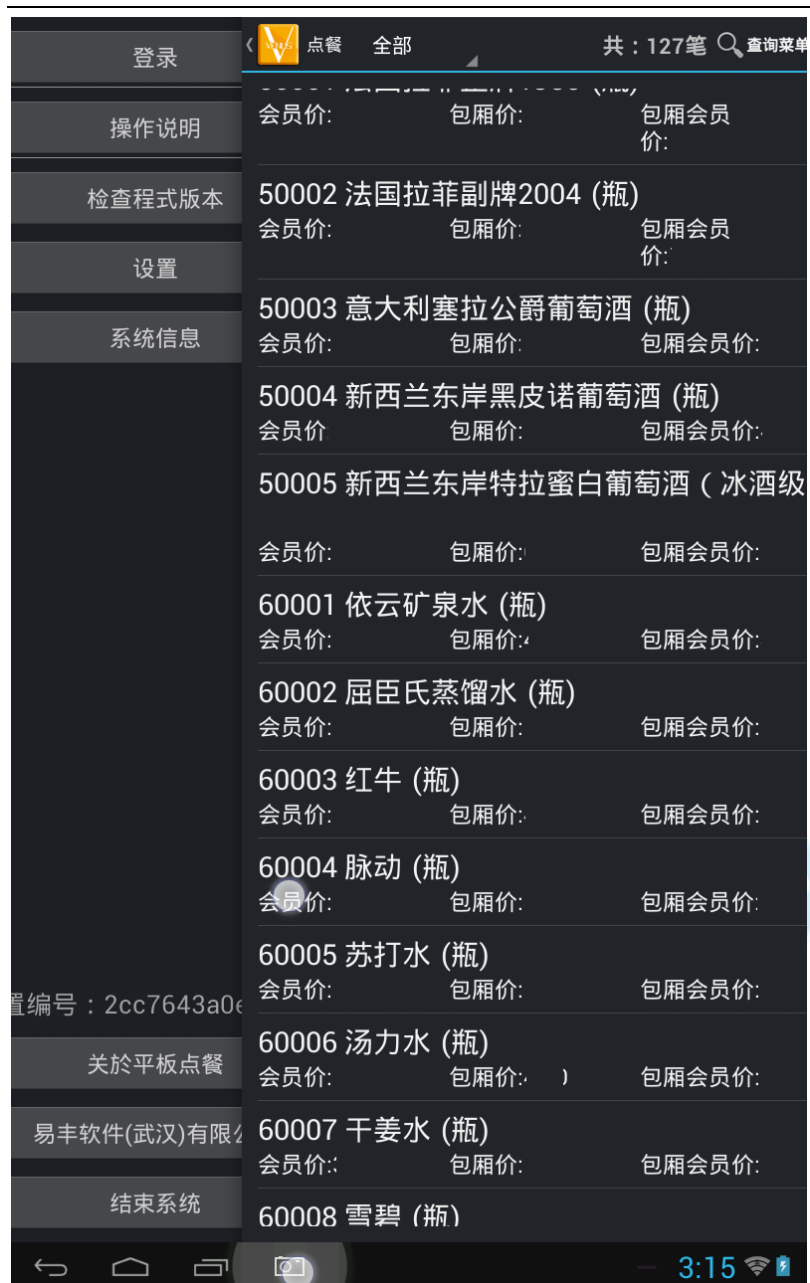 登录
操作说明
检查程式版本
设置
系统信息
置编号：2cc7643a0e
关於平板点餐
易丰软件(武汉)有限公
结束系统
点餐 全部 共：127笔 查询菜单
会员价: 包厢价: 包厢会员
价:
50002 法国拉菲副牌2004 (瓶)
会员价: 包厢价: 包厢会员
价:
50003 意大利塞拉公爵葡萄酒 (瓶)
会员价: 包厢价: 包厢会员价:
50004 新西兰东岸黑皮诺葡萄酒 (瓶)
会员价 包厢价: 包厢会员价:
50005 新西兰东岸特拉蜜白葡萄酒（冰酒级
会员价: 包厢价: 包厢会员价:
60001 依云矿泉水 (瓶)
会员价: 包厢价: 包厢会员价:
60002 屈臣氏蒸馏水 (瓶)
会员价: 包厢价: 包厢会员价:
60003 红牛 (瓶)
会员价: 包厢价: 包厢会员价:
60004 脉动 (瓶)
会员价: 包厢价: 包厢会员价:
60005 苏打水 (瓶)
会员价: 包厢价: 包厢会员价:
60006 汤力水 (瓶)
会员价: 包厢价: 包厢会员价:
60007 干姜水 (瓶)
会员价: 包厢价: 包厢会员价:
60008 雪碧 (瓶)
3:15